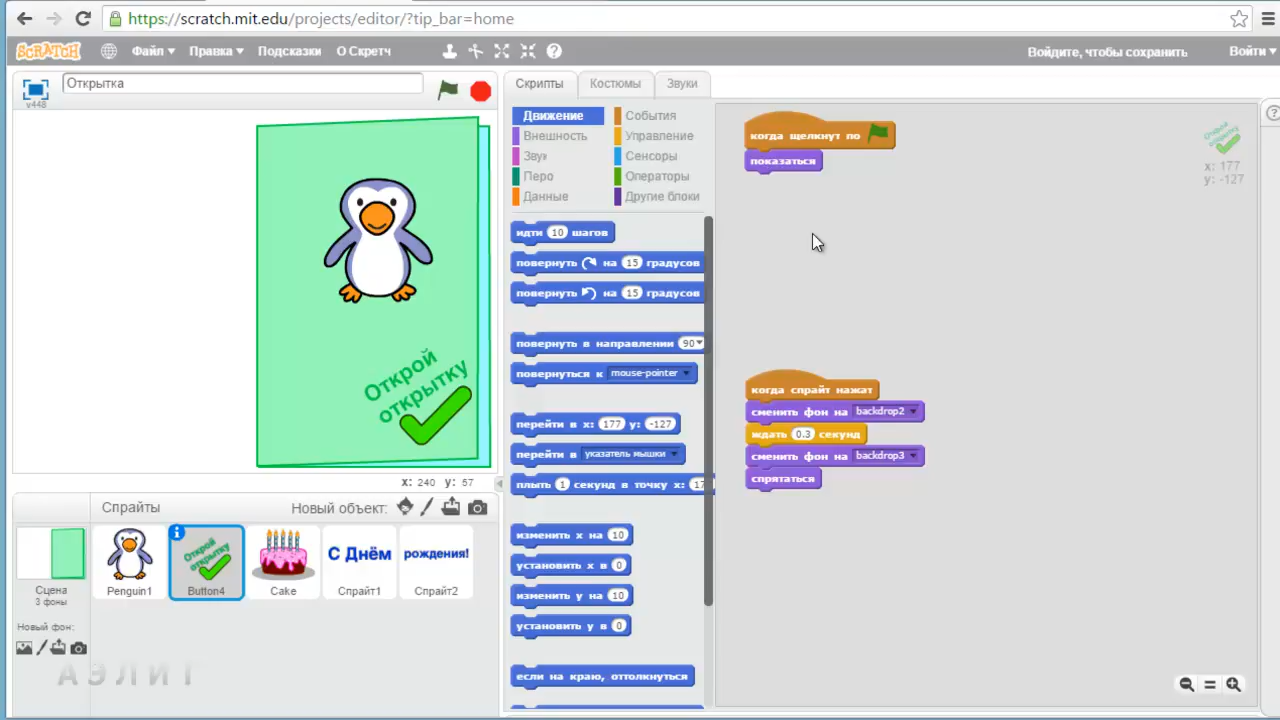 https://scratch.mit.edu/projects/editor/?tip_bar=home
SCRATCH Файл Правка Подсказки О Скретч Войдите, чтобы сохранить Войти
v448 Открытка
Открой
открытку
x: 240 y: 57
Спрайты Новый объект:
Сцена
3 фоны
Новый фон:
Penguin1 Button4 Cake Спрайт1 Спрайт2
С Днём рождения!
Открой
открытку
АЭЛИТ
Скрипты Костюмы Звуки
Движение События
Внешность Управление
Звук Сенсоры
Перо Операторы
Данные Другие блоки
идти 10 шагов
повернуть на 15 градусов
повернуть на 15 градусов
повернуть в направлении 90
повернуться к mouse-pointer
перейти в x: 177 y: -127
перейти в указатель мышки
плыть 1 секунд в точку x: 17
изменить х на 10
установить х в 0
изменить у на 10
установить у в 0
если на краю, оттолкнуться
когда щелкнут по
показаться
когда спрайт нажат
сменить фон на backdrop2
ждать 0.3 секунд
сменить фон на backdrop3
спрятаться
Открой
открытку
x: 177
y: -127